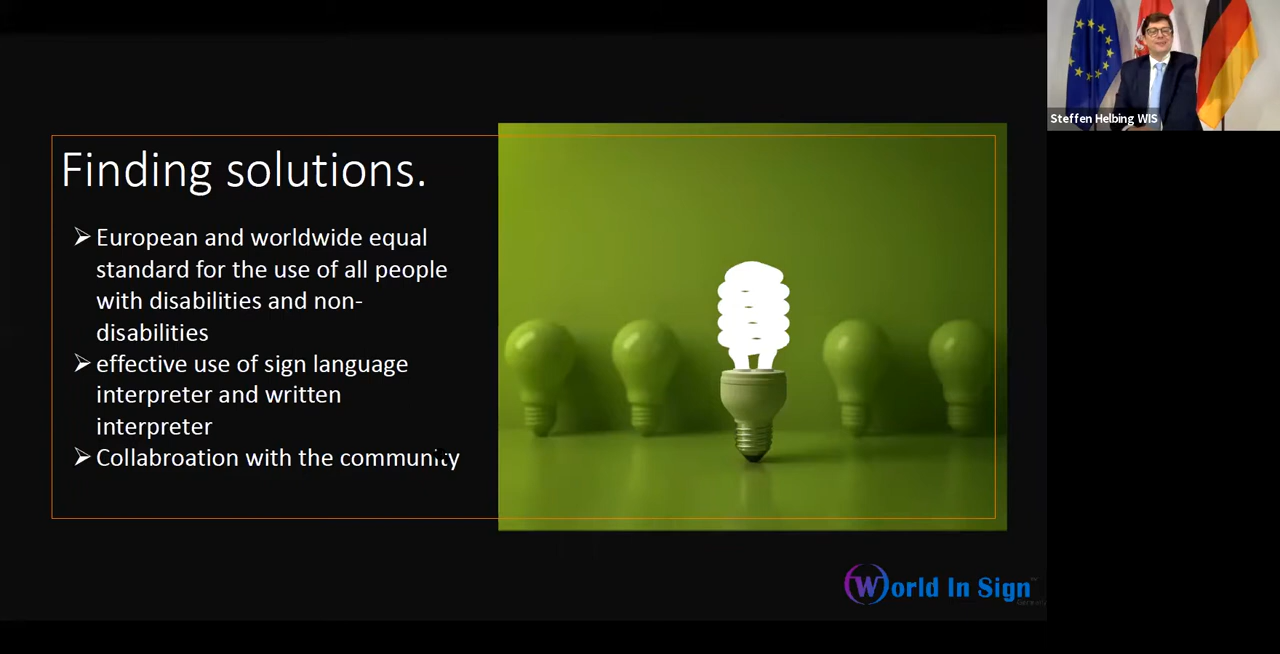 Steffen Helbing WIS
Finding solutions.
European and worldwide equal
standard for the use of all people
with disabilities and non-
disabilities
effective use of sign language
interpreter and written
interpreter
Collabroation with the community
World In Sign